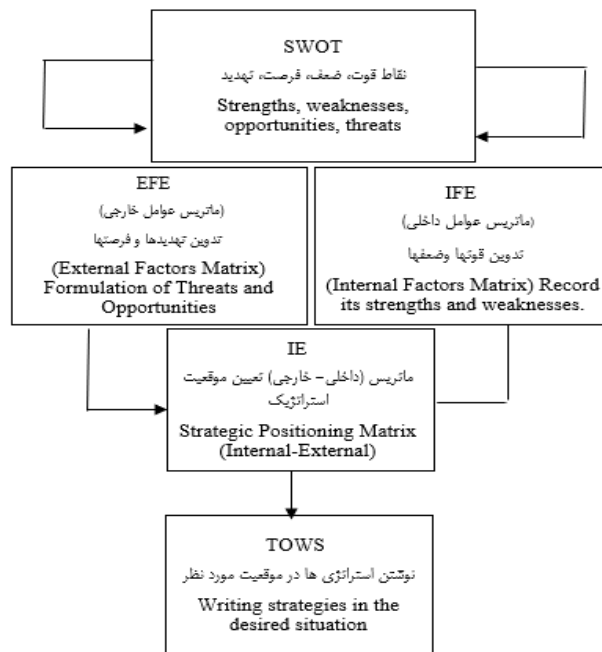 SWOT
نقاط قوت، ضعف، فرصت، تهدید
Strengths, weaknesses,
opportunities, threats
EFE
(ماتریس عوامل خارجی)
تدوین تهدیدها و فرصتها
(External Factors Matrix)
Formulation of Threats and
Opportunities
IFE
(ماتریس عوامل داخلی)
تدوین قوتها وضعفها
(Internal Factors Matrix) Record
its strengths and weaknesses.
IE
ماتریس (داخلی– خارجی) تعیین موقعیت
استراتژیک
Strategic Positioning Matrix
(Internal-External)
TOWS
نوشتن استراتژی ها در موقعیت مورد نظر
Writing strategies in the
desired situation